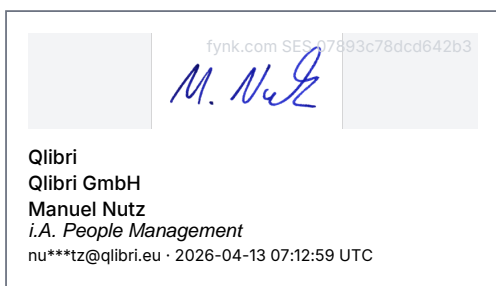 fynk.com SES 07893c78dcd642b3
M. Nutz
Qlibri
Qlibri GmbH
Manuel Nutz
i.A. People Management
nu***tz@qlibri.eu · 2026-04-13 07:12:59 UTC